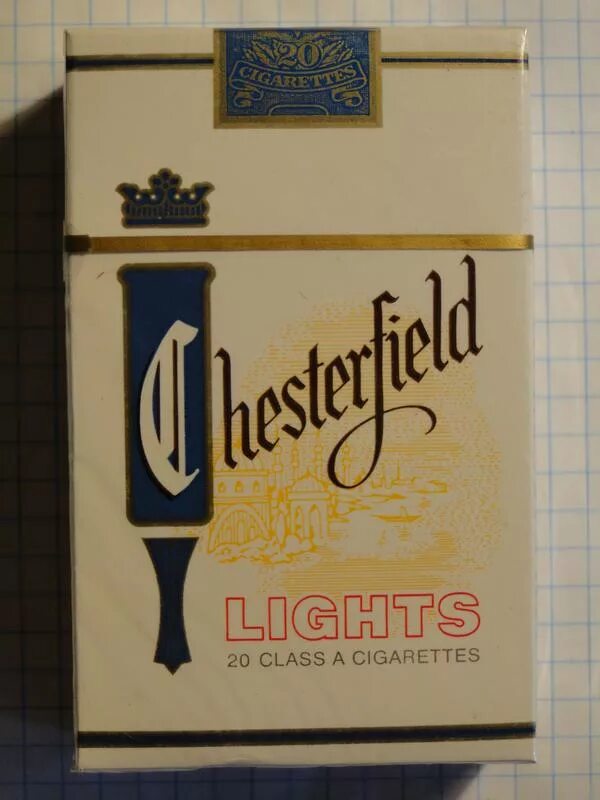 20
CIGARETTES
Chesterfield
LIGHTS
20 CLASS A CIGARETTES